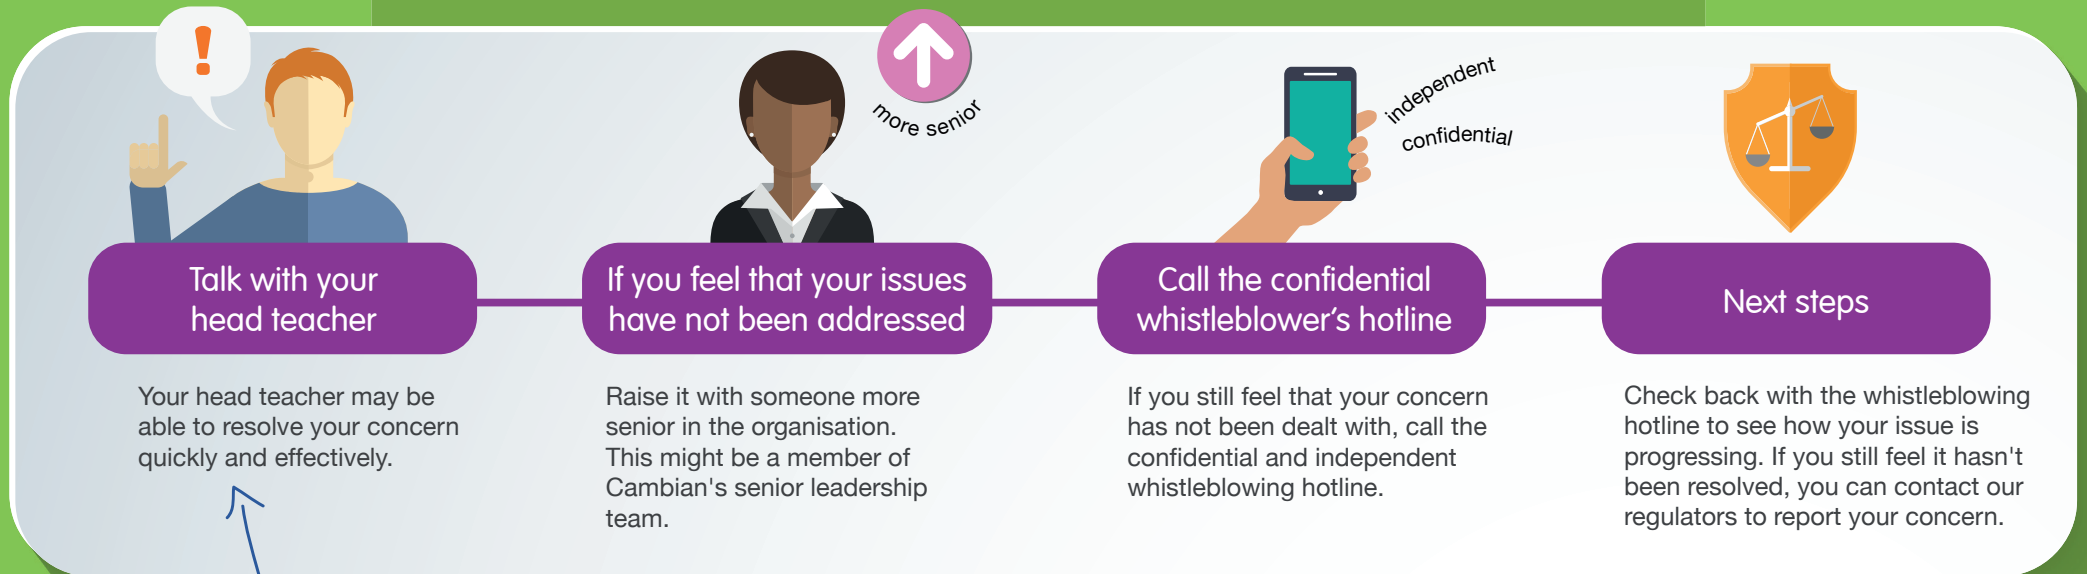 !
more senior
independent
confidential
Talk with your
head teacher
If you feel that your issues
have not been addressed
Call the confidential
whistleblower's hotline
Next steps
Your head teacher may be
able to resolve your concern
quickly and effectively.
Raise it with someone more
senior in the organisation.
This might be a member of
Cambian's senior leadership
team.
If you still feel that your concern
has not been dealt with, call the
confidential and independent
whistleblowing hotline.
Check back with the whistleblowing
hotline to see how your issue is
progressing. If you still feel it hasn't
been resolved, you can contact our
regulators to report your concern.